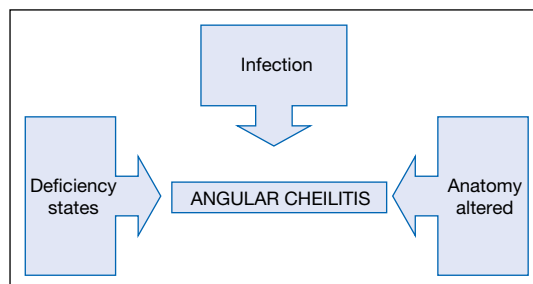 Infection
Deficiency
states
ANGULAR CHEILITIS
Anatomy
altered